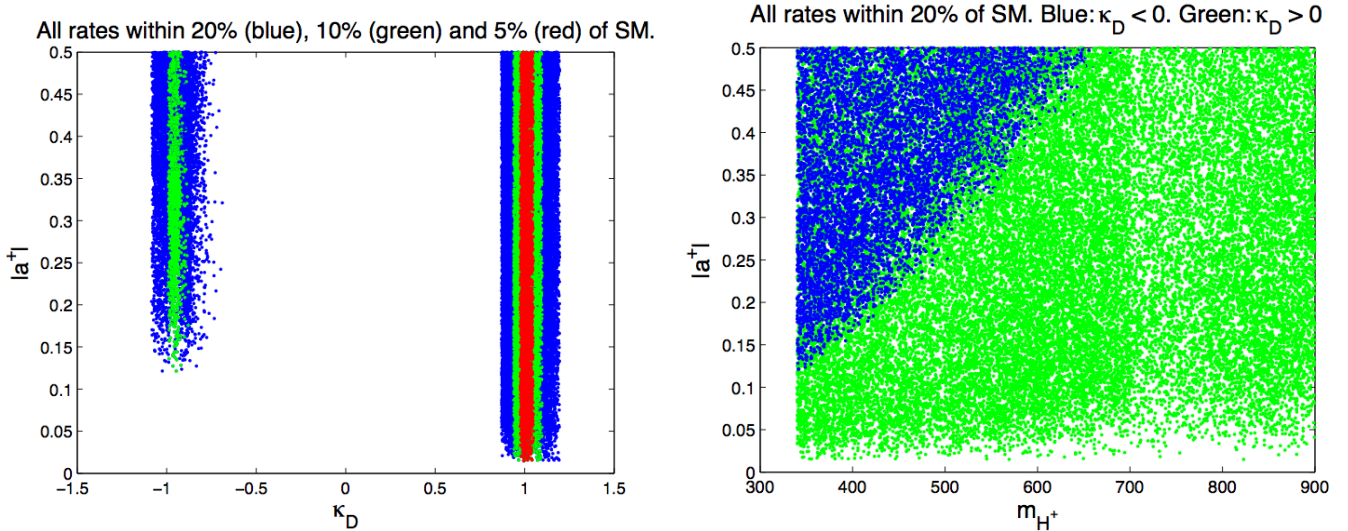 All rates within 20% (blue), 10% (green) and 5% (red) of SM.
0.5
0.45
0.4
0.35
0.3
0.25
0.2
0.15
0.1
0.05
0
|a⁺|
−1.5 −1 −0.5 0 0.5 1 1.5
κ_D
All rates within 20% of SM. Blue: κ_D < 0. Green: κ_D > 0
0.5
0.45
0.4
0.35
0.3
0.25
0.2
0.15
0.1
0.05
0
|a⁺|
300 400 500 600 700 800 900
m_H⁺